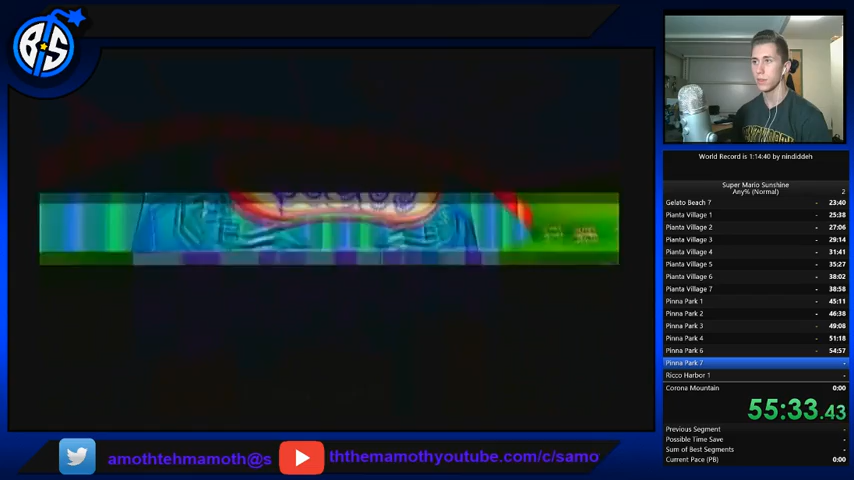 BS
World Record is 1:14:40 by nindiddeh
Super Mario Sunshine
Any% (Normal) 2
Gelato Beach 7 - 23:40
Pianta Village 1 - 25:38
Pianta Village 2 - 27:06
Pianta Village 3 - 29:14
Pianta Village 4 - 31:41
Pianta Village 5 - 35:27
Pianta Village 6 - 38:02
Pianta Village 7 - 38:58
Pinna Park 1 - 45:11
Pinna Park 2 - 46:38
Pinna Park 3 - 49:08
Pinna Park 4 - 51:18
Pinna Park 6 - 54:57
Pinna Park 7 -
Ricco Harbor 1 -
Corona Mountain 0:00
55:33.43
Previous Segment -
Possible Time Save -
Sum of Best Segments -
Current Pace (PB) 0:00
amothtehmamoth@s
ththemamothyoutube.com/c/samo